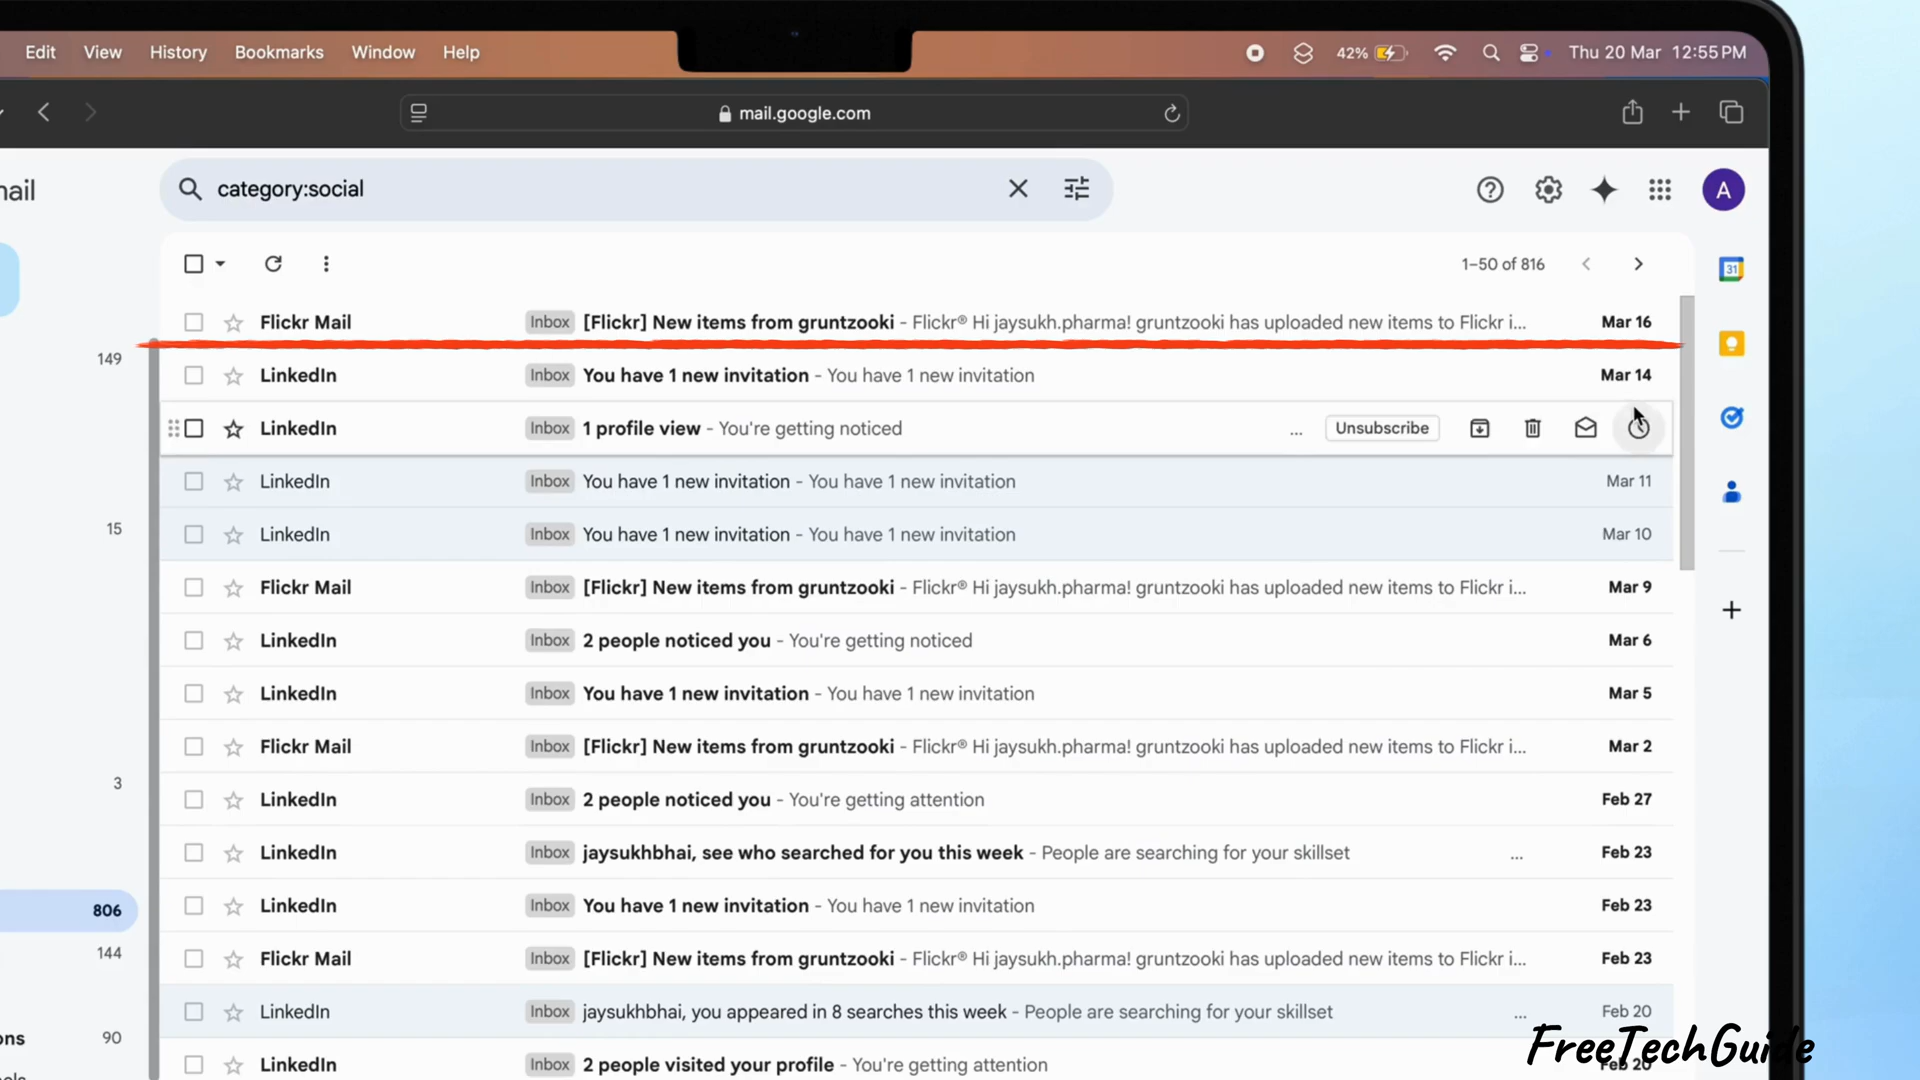 Edit View History Bookmarks Window Help 42% Thu 20 Mar 12:55 PM
mail.google.com
category:social A
1–50 of 816 31
Flickr Mail Inbox [Flickr] New items from gruntzooki - Flickr® Hi jaysukh.pharma! gruntzooki has uploaded new items to Flickr i... Mar 16
149
LinkedIn Inbox You have 1 new invitation - You have 1 new invitation Mar 14
LinkedIn Inbox 1 profile view - You're getting noticed ... Unsubscribe
LinkedIn Inbox You have 1 new invitation - You have 1 new invitation Mar 11
15
LinkedIn Inbox You have 1 new invitation - You have 1 new invitation Mar 10
Flickr Mail Inbox [Flickr] New items from gruntzooki - Flickr® Hi jaysukh.pharma! gruntzooki has uploaded new items to Flickr i... Mar 9
LinkedIn Inbox 2 people noticed you - You're getting noticed Mar 6
LinkedIn Inbox You have 1 new invitation - You have 1 new invitation Mar 5
Flickr Mail Inbox [Flickr] New items from gruntzooki - Flickr® Hi jaysukh.pharma! gruntzooki has uploaded new items to Flickr i... Mar 2
3
LinkedIn Inbox 2 people noticed you - You're getting attention Feb 27
LinkedIn Inbox jaysukhbhai, see who searched for you this week - People are searching for your skillset ... Feb 23
806 LinkedIn Inbox You have 1 new invitation - You have 1 new invitation Feb 23
144 Flickr Mail Inbox [Flickr] New items from gruntzooki - Flickr® Hi jaysukh.pharma! gruntzooki has uploaded new items to Flickr i... Feb 23
LinkedIn Inbox jaysukhbhai, you appeared in 8 searches this week - People are searching for your skillset ... Feb 20
90
FreeTechGuide
LinkedIn Inbox 2 people visited your profile - You're getting attention Feb 20